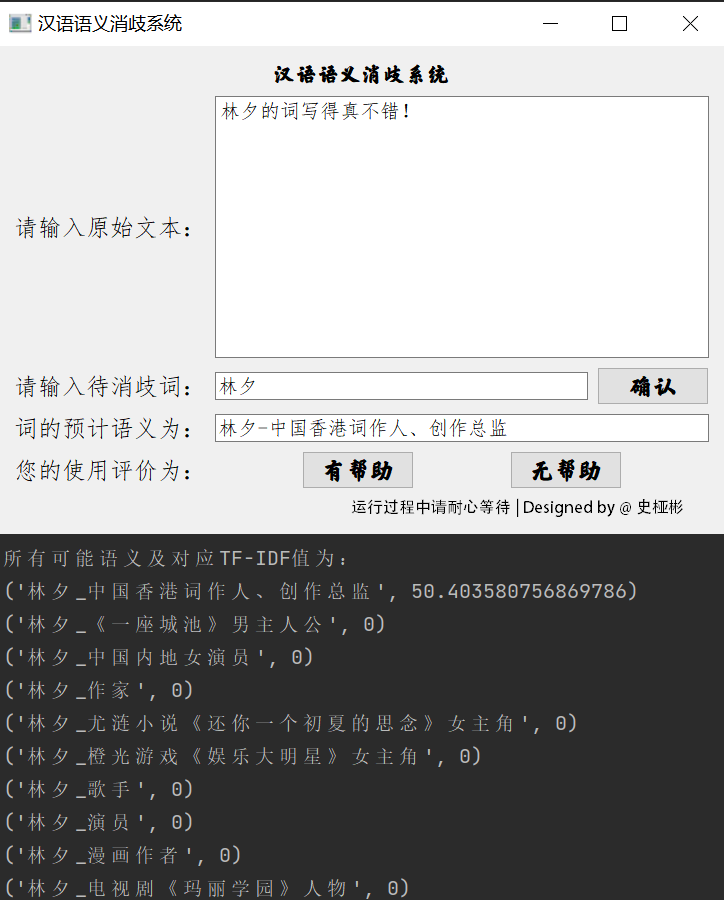 汉语语义消歧系统
汉语语义消歧系统
林夕的词写得真不错！
请输入原始文本：
请输入待消歧词： 林夕 确认
词的预计语义为： 林夕-中国香港词作人、创作总监
您的使用评价为： 有帮助 无帮助
运行过程中请耐心等待 | Designed by @ 史桠彬
所有可能语义及对应TF-IDF值为：
('林夕_中国香港词作人、创作总监', 50.403580756869786)
('林夕_《一座城池》男主人公', 0)
('林夕_中国内地女演员', 0)
('林夕_作家', 0)
('林夕_尤涟小说《还你一个初夏的思念》女主角', 0)
('林夕_橙光游戏《娱乐大明星》女主角', 0)
('林夕_歌手', 0)
('林夕_演员', 0)
('林夕_漫画作者', 0)
('林夕_电视剧《玛丽学园》人物', 0)